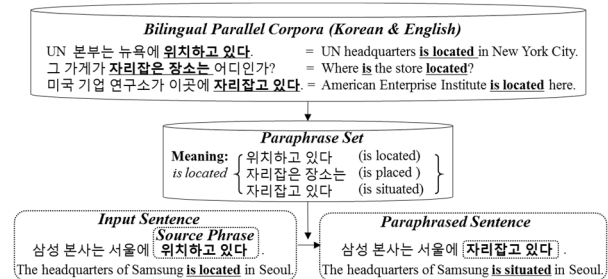 Bilingual Parallel Corpora (Korean & English)
UN 본부는 뉴욕에 위치하고 있다. = UN headquarters is located in New York City.
그 가게가 자리잡은 장소는 어디인가? = Where is the store located?
미국 기업 연구소가 이곳에 자리잡고 있다. = American Enterprise Institute is located here.
Paraphrase Set
Meaning: 위치하고 있다 (is located)
is located 자리잡은 장소는 (is placed )
자리잡고 있다 (is situated)
Input Sentence
Source Phrase
삼성 본사는 서울에 위치하고 있다 .
The headquarters of Samsung is located in Seoul.
Paraphrased Sentence
삼성 본사는 서울에 자리잡고 있다 .
The headquarters of Samsung is situated in Seoul.